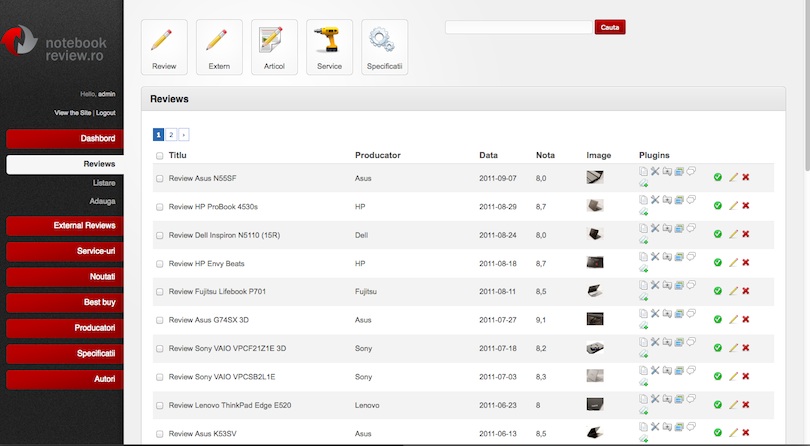 notebook
review.ro
Hello, admin
View the Site | Logout
Dashbord
Reviews
Listare
Adauga
External Reviews
Service-uri
Noutati
Best buy
Producatori
Specificatii
Autori
Review
Extern
Articol
Service
Specificatii
Cauta
Reviews
1 2 ›
Titlu Producator Data Nota Image Plugins
Review Asus N55SF Asus 2011-09-07 8,0
Review HP ProBook 4530s HP 2011-08-29 8,7
Review Dell Inspiron N5110 (15R) Dell 2011-08-24 8,0
Review HP Envy Beats HP 2011-08-18 8,7
Review Fujitsu Lifebook P701 Fujitsu 2011-08-11 8,5
Review Asus G74SX 3D Asus 2011-07-27 9,1
Review Sony VAIO VPCF21Z1E 3D Sony 2011-07-18 8,2
Review Sony VAIO VPCSB2L1E Sony 2011-07-03 8,3
Review Lenovo ThinkPad Edge E520 Lenovo 2011-06-23 8
Review Asus K53SV Asus 2011-06-13 8,5